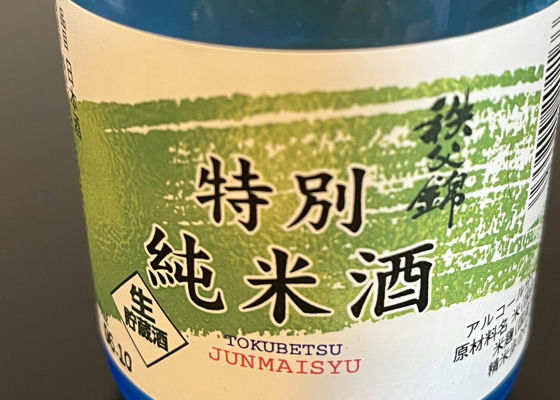 秩父錦
特別
純米酒
生
貯蔵酒
TOKUBETSU
JUNMAISYU
アルコール
原材料名 米